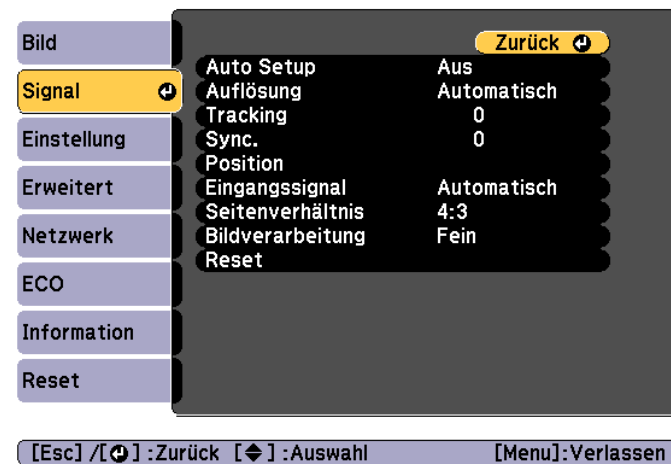 Bild
Signal
Einstellung
Erweitert
Netzwerk
ECO
Information
Reset
Zurück
Auto Setup Aus
Auflösung Automatisch
Tracking 0
Sync. 0
Position
Eingangssignal Automatisch
Seitenverhältnis 4:3
Bildverarbeitung Fein
Reset
[Esc] /[⏎] :Zurück [◆] :Auswahl [Menu]:Verlassen